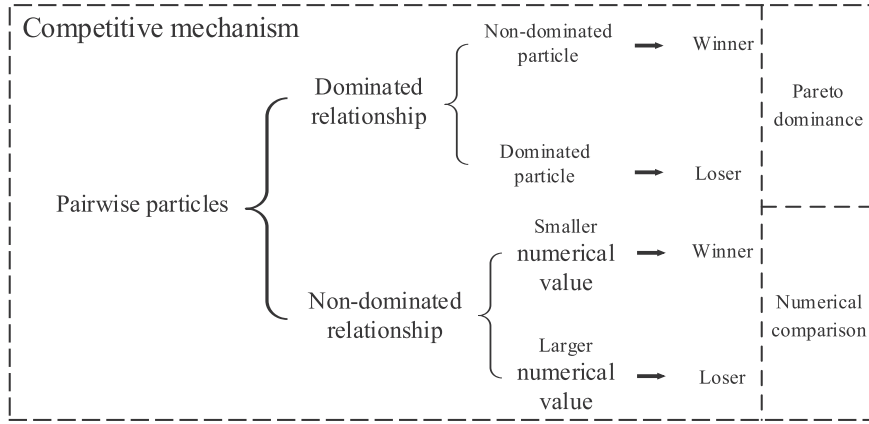 Competitive mechanism
Pairwise particles
Dominated
relationship
Non-dominated
particle
Winner
Dominated
particle
Loser
Pareto
dominance
Non-dominated
relationship
Smaller
numerical
value
Winner
Larger
numerical
value
Loser
Numerical
comparison